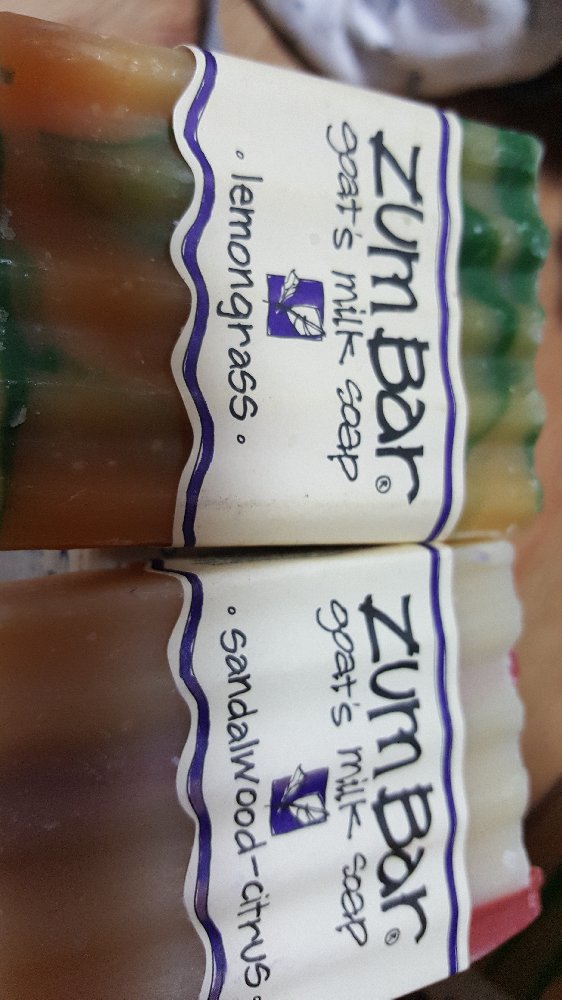 Zum Bar®
goat's milk soap
• lemongrass •
Zum Bar®
goat's milk soap
• sandalwood-citrus •